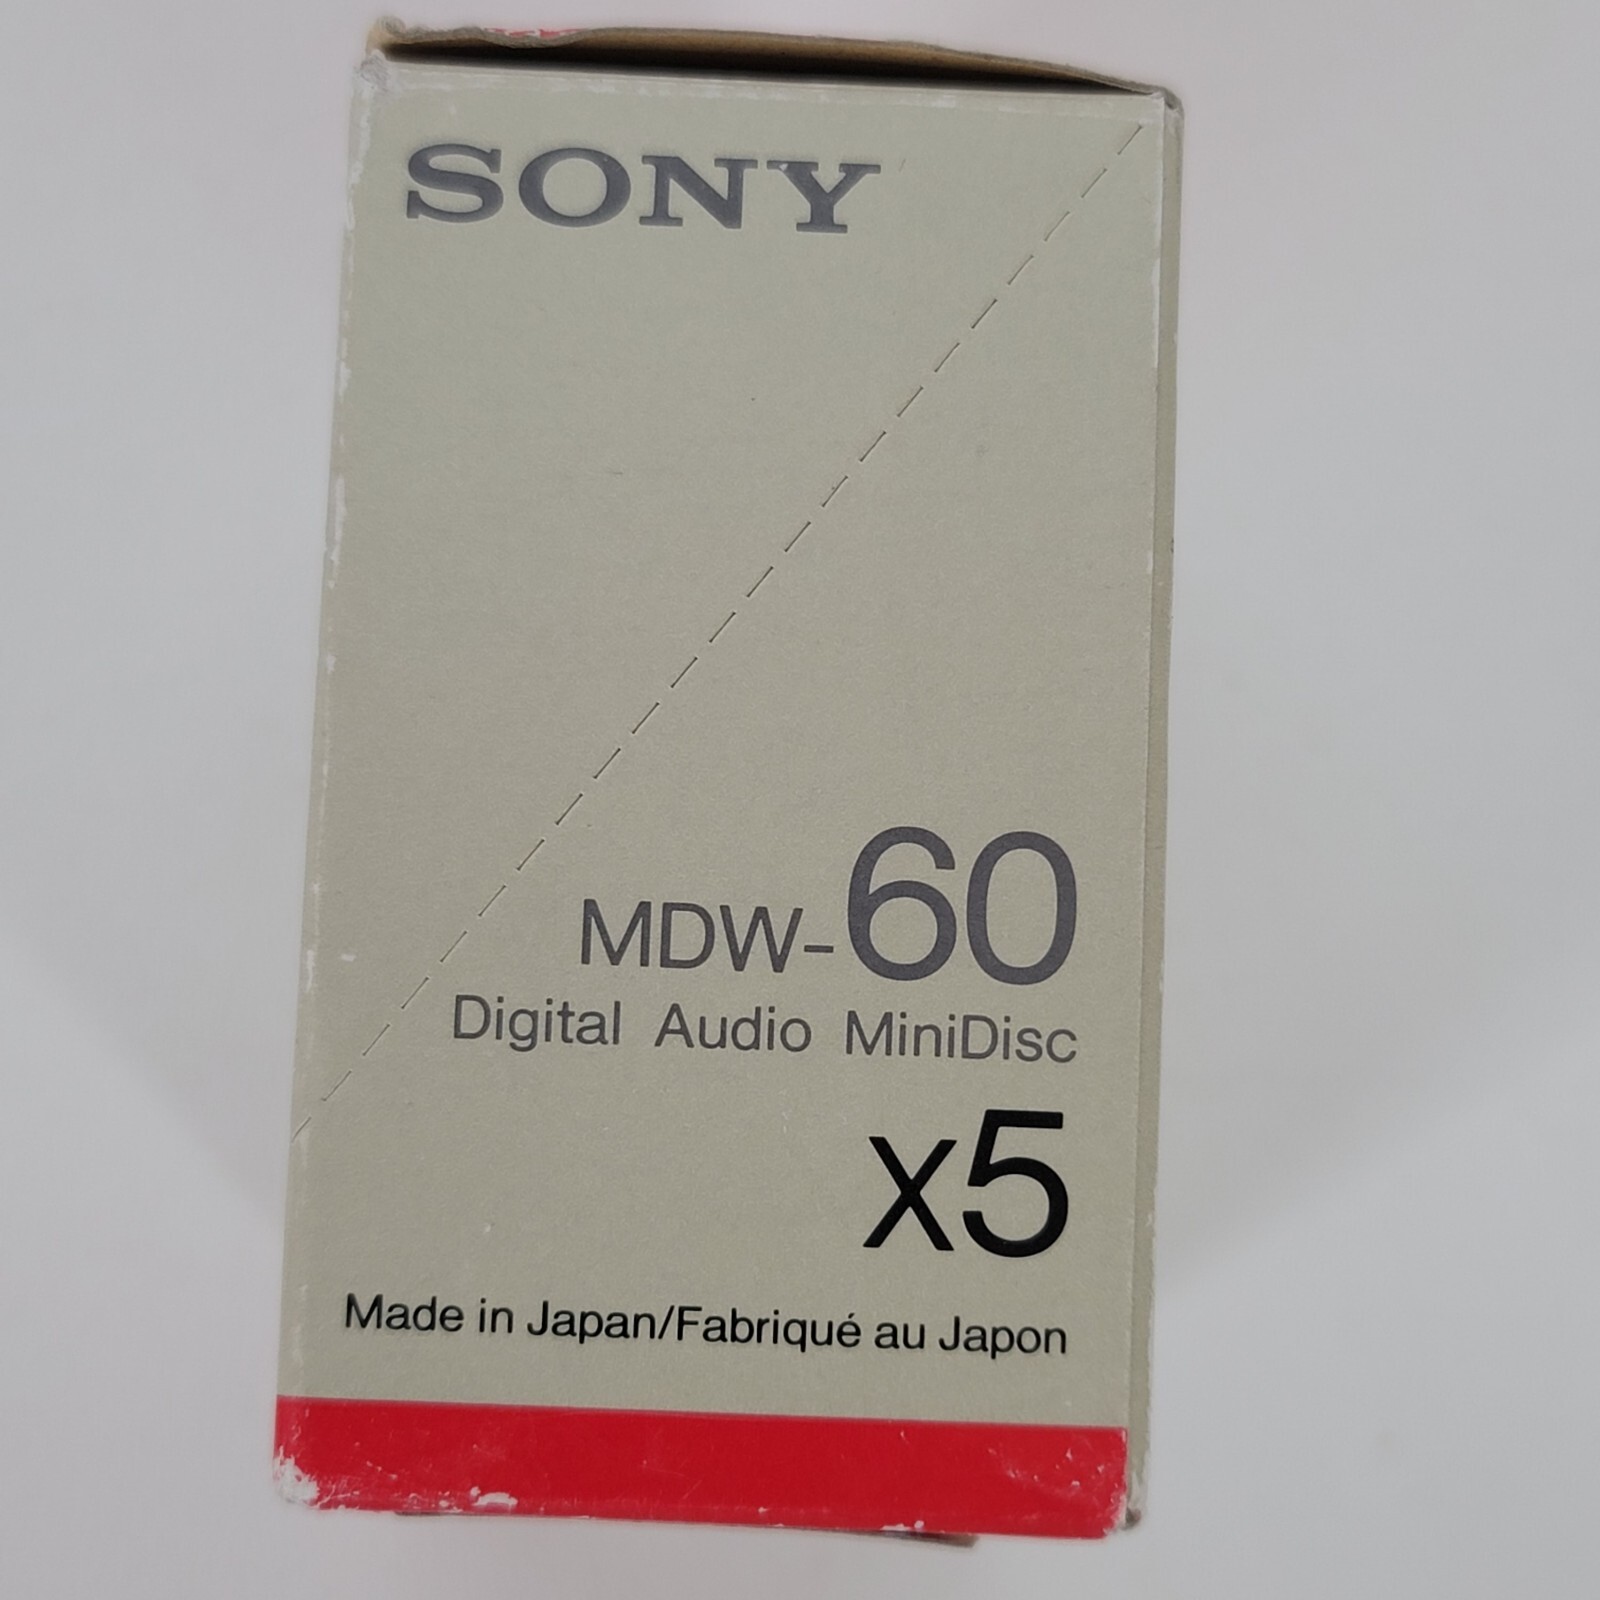 SONY
MDW-60
Digital Audio MiniDisc
x5
Made in Japan/Fabriqué au Japon